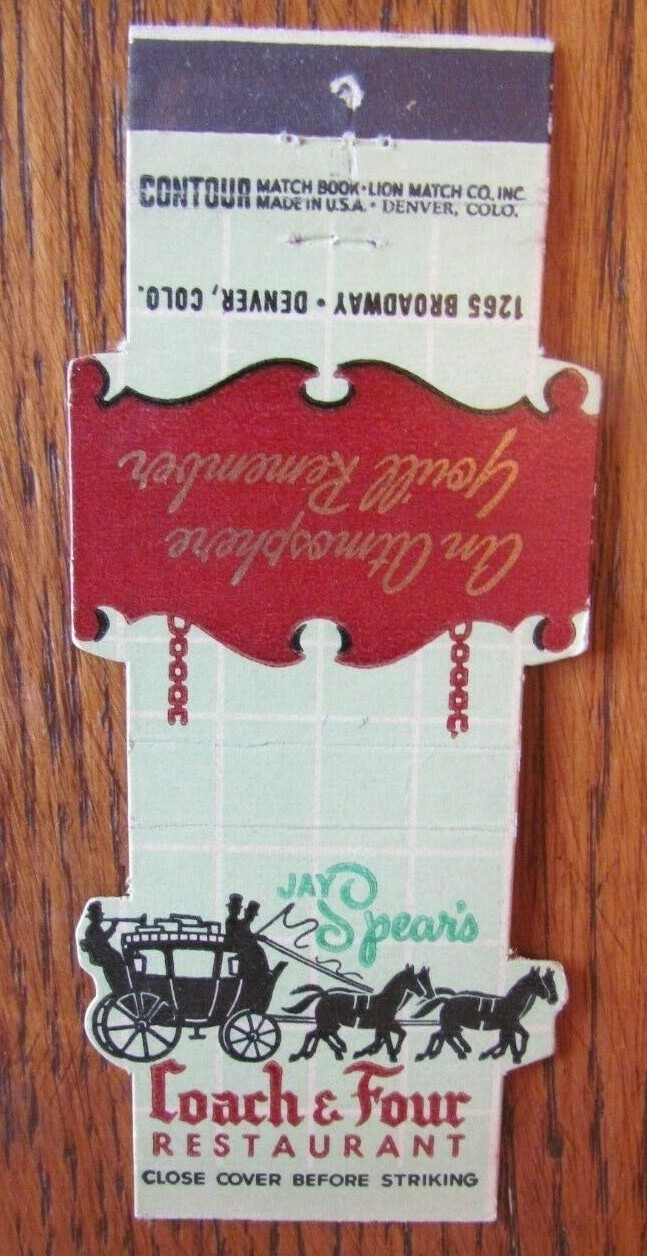 CONTOUR MATCH BOOK • LION MATCH CO., INC.
MADE IN U.S.A. • DENVER, COLO.
1265 BROADWAY • DENVER, COLO.
An Atmosphere
You'll Remember
JAY Spear's
Coach & Four
RESTAURANT
CLOSE COVER BEFORE STRIKING